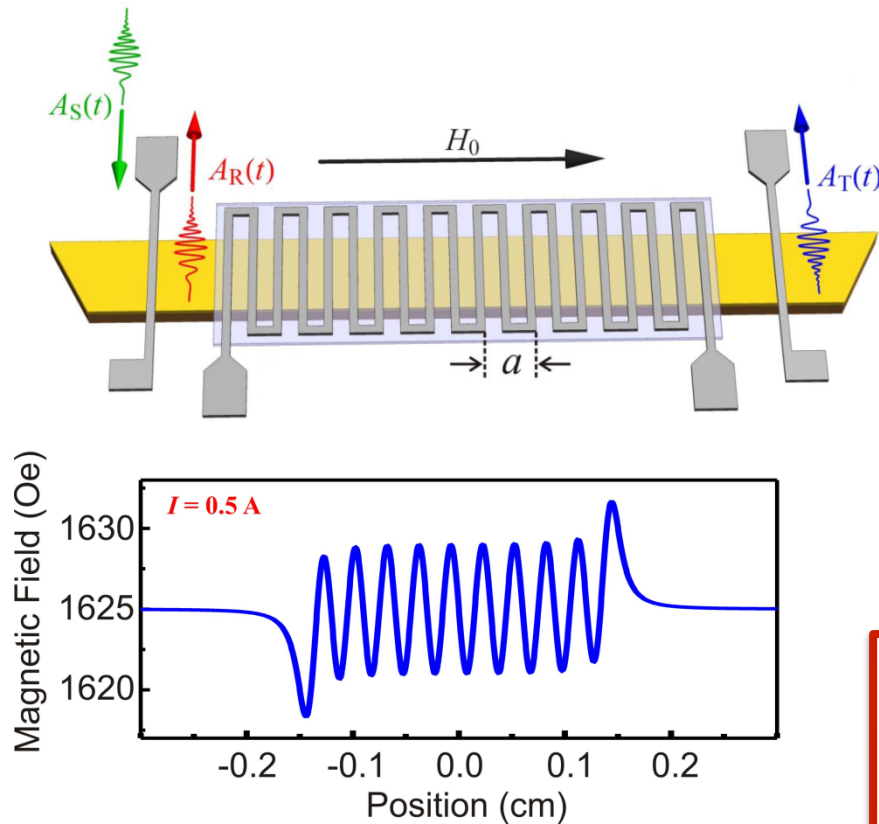 A_S(t)
A_R(t)
H_0
A_T(t)
a
I = 0.5 A
Magnetic Field (Oe)
1630
1625
1620
-0.2 -0.1 0.0 0.1 0.2
Position (cm)